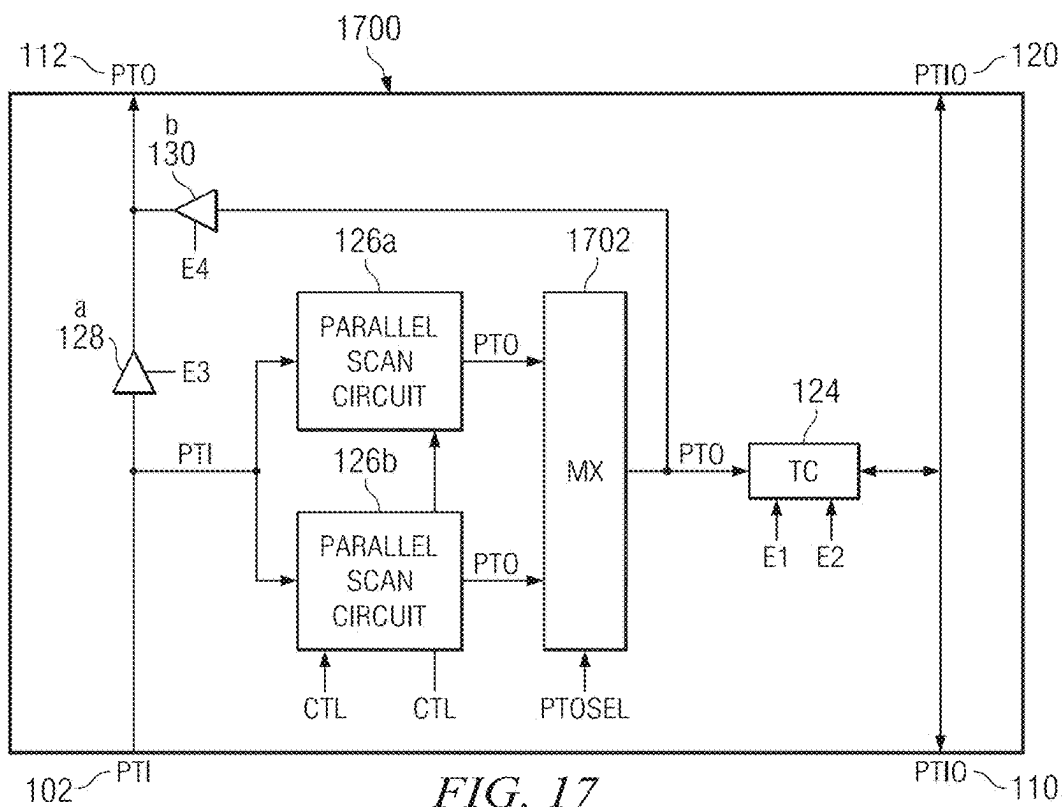 1700
112
PTO
PTIO
120
b
130
E4
126a
1702
a
128
E3
PARALLEL
SCAN
CIRCUIT
PTO
124
PTI
126b
MX
PTO
TC
PARALLEL
SCAN
CIRCUIT
PTO
E1
E2
CTL
CTL
PTOSEL
102
PTI
FIG. 17
PTIO
110